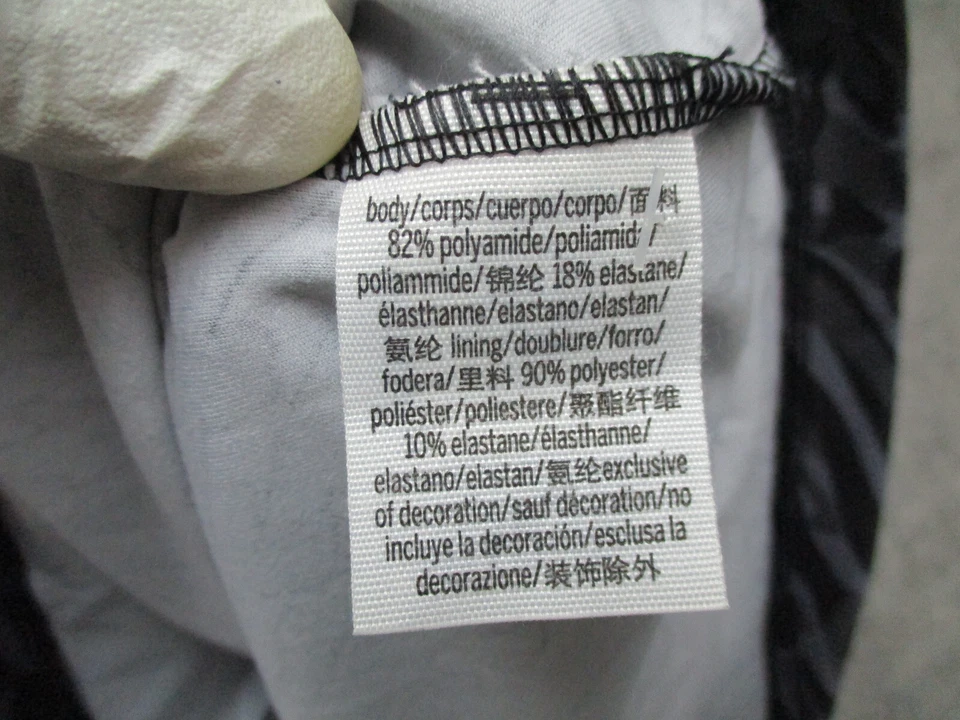 body/corps/cuerpo/corpo/面料
82% polyamide/poliamid /
poliammide/锦纶 18% elastane/
élasthanne/elastano/elastan/
氨纶 lining/doublure/forro/
fodera/里料 90% polyester/
poliéster/poliestere/聚酯纤维
10% elastane/élasthanne/
elastano/elastan/氨纶exclusive
of decoration/sauf décoration/no
incluye la decoración/esclusa la
decorazione/装饰除外